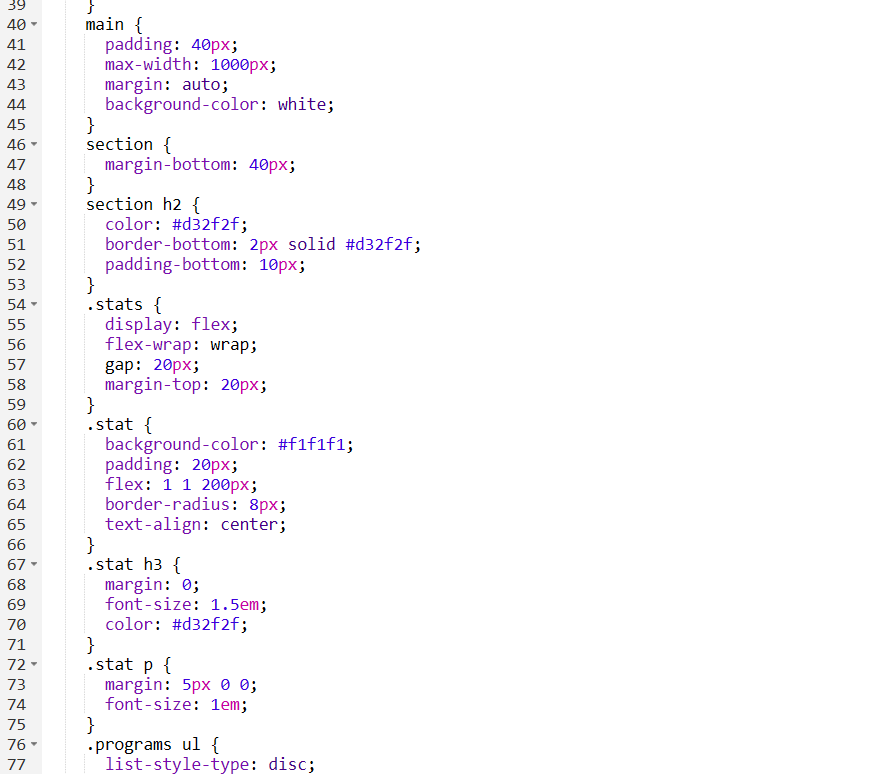 39 }
40 main {
41 padding: 40px;
42 max-width: 1000px;
43 margin: auto;
44 background-color: white;
45 }
46 section {
47 margin-bottom: 40px;
48 }
49 section h2 {
50 color: #d32f2f;
51 border-bottom: 2px solid #d32f2f;
52 padding-bottom: 10px;
53 }
54 .stats {
55 display: flex;
56 flex-wrap: wrap;
57 gap: 20px;
58 margin-top: 20px;
59 }
60 .stat {
61 background-color: #f1f1f1;
62 padding: 20px;
63 flex: 1 1 200px;
64 border-radius: 8px;
65 text-align: center;
66 }
67 .stat h3 {
68 margin: 0;
69 font-size: 1.5em;
70 color: #d32f2f;
71 }
72 .stat p {
73 margin: 5px 0 0;
74 font-size: 1em;
75 }
76 .programs ul {
77 list-style-type: disc;